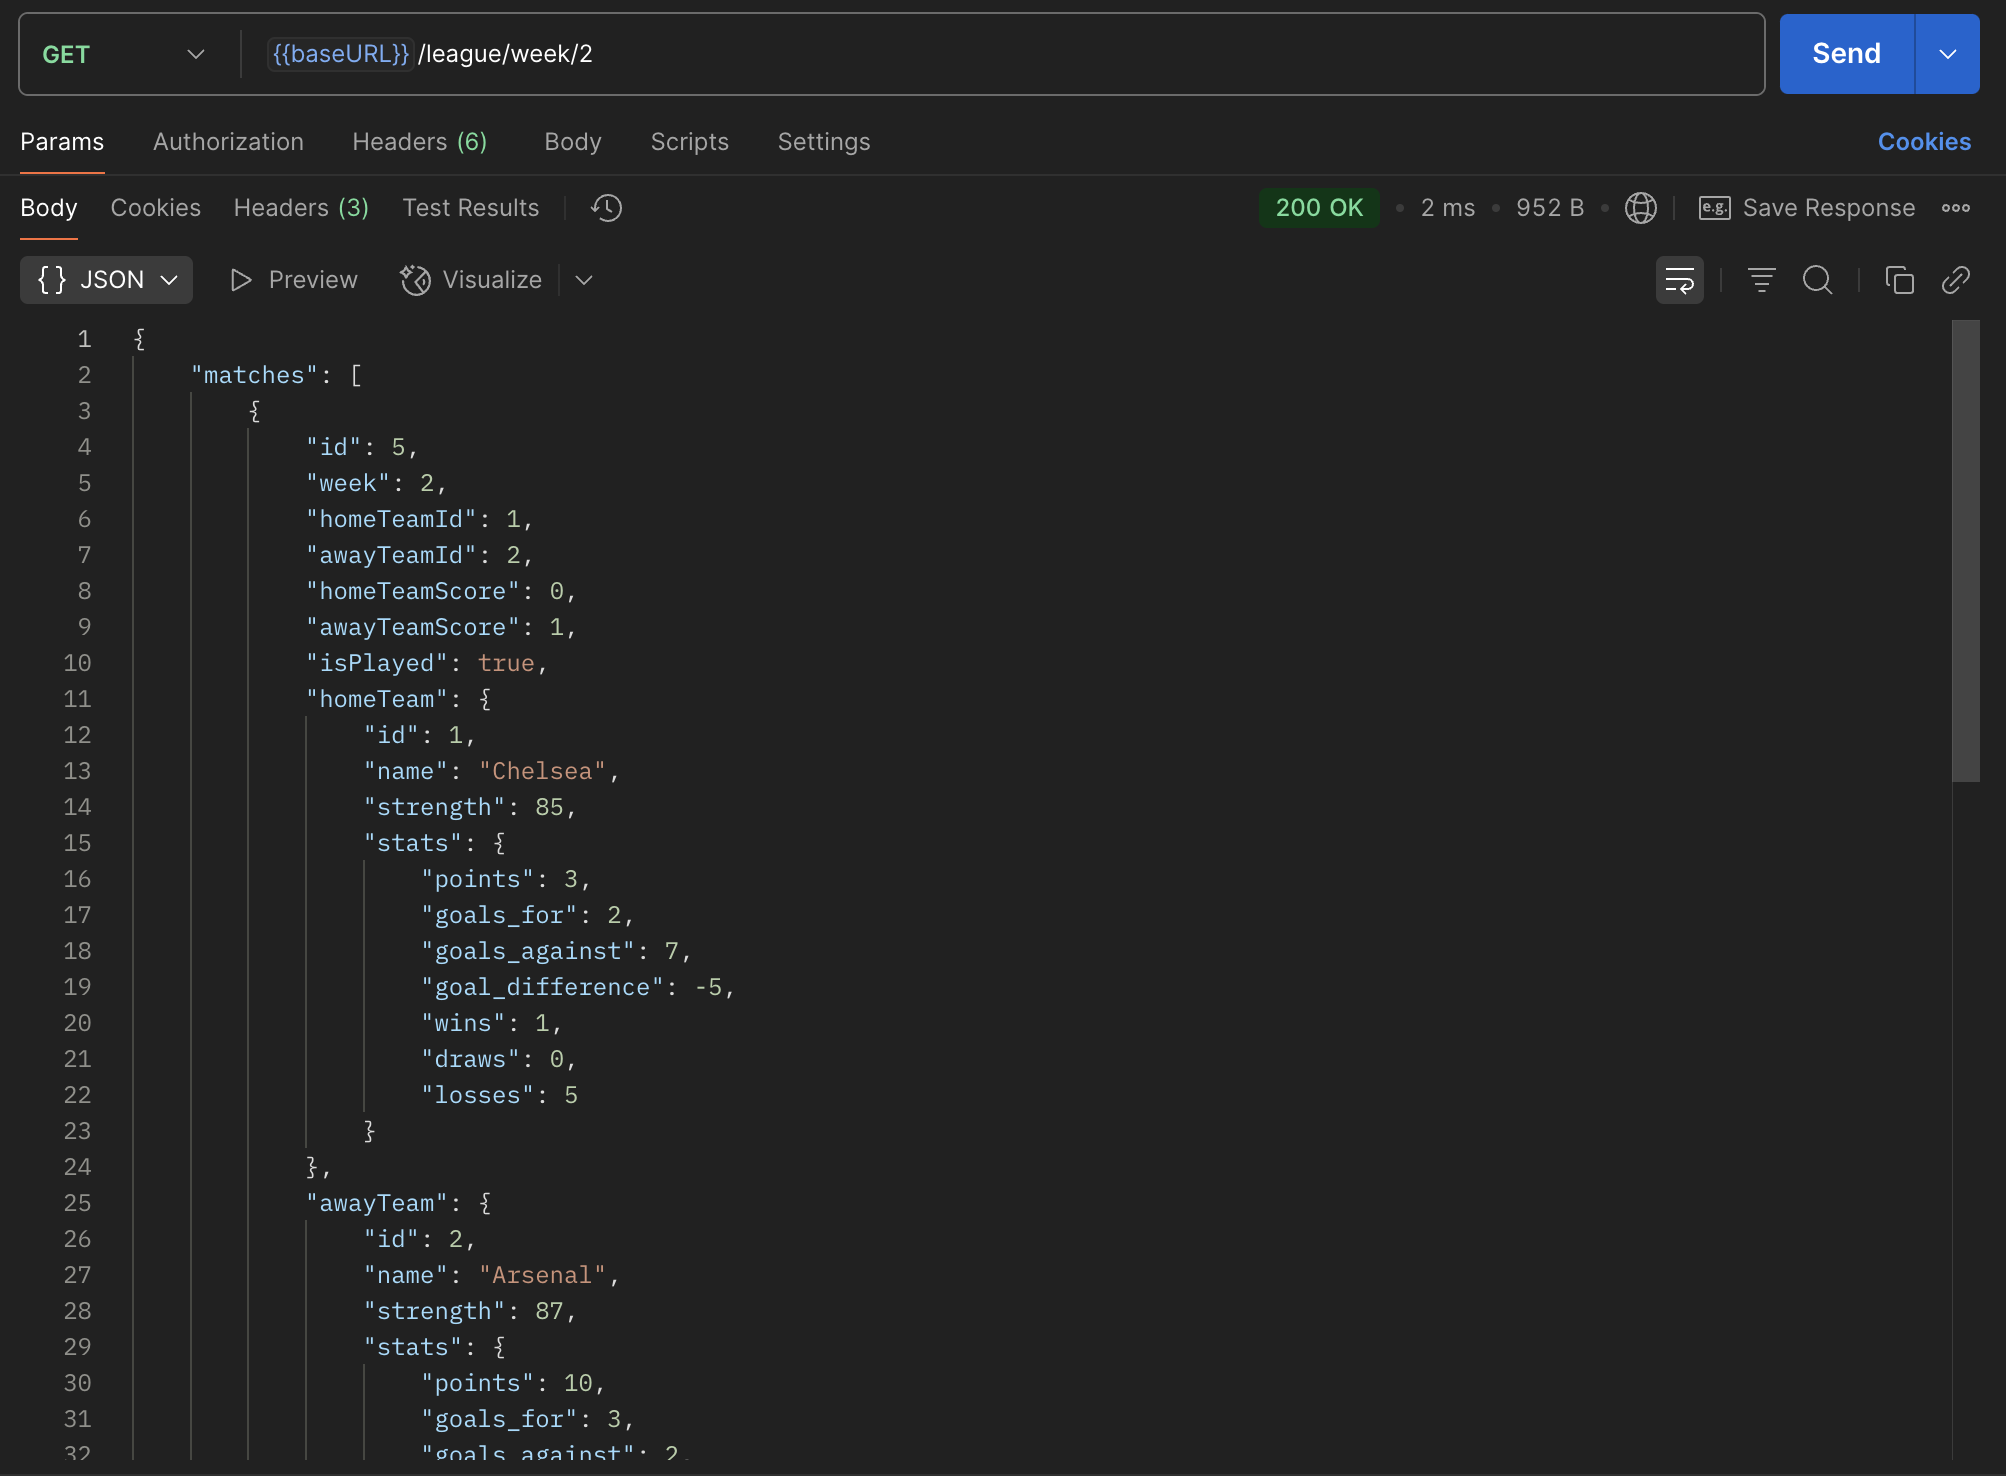 GET {{baseURL}}/league/week/2 Send
Params Authorization Headers (6) Body Scripts Settings Cookies
Body Cookies Headers (3) Test Results 200 OK • 2 ms • 952 B • e.g. Save Response
{} JSON Preview Visualize
1 {
2 "matches": [
3 {
4 "id": 5,
5 "week": 2,
6 "homeTeamId": 1,
7 "awayTeamId": 2,
8 "homeTeamScore": 0,
9 "awayTeamScore": 1,
10 "isPlayed": true,
11 "homeTeam": {
12 "id": 1,
13 "name": "Chelsea",
14 "strength": 85,
15 "stats": {
16 "points": 3,
17 "goals_for": 2,
18 "goals_against": 7,
19 "goal_difference": -5,
20 "wins": 1,
21 "draws": 0,
22 "losses": 5
23 }
24 },
25 "awayTeam": {
26 "id": 2,
27 "name": "Arsenal",
28 "strength": 87,
29 "stats": {
30 "points": 10,
31 "goals_for": 3,
32 "goals_against": 2,